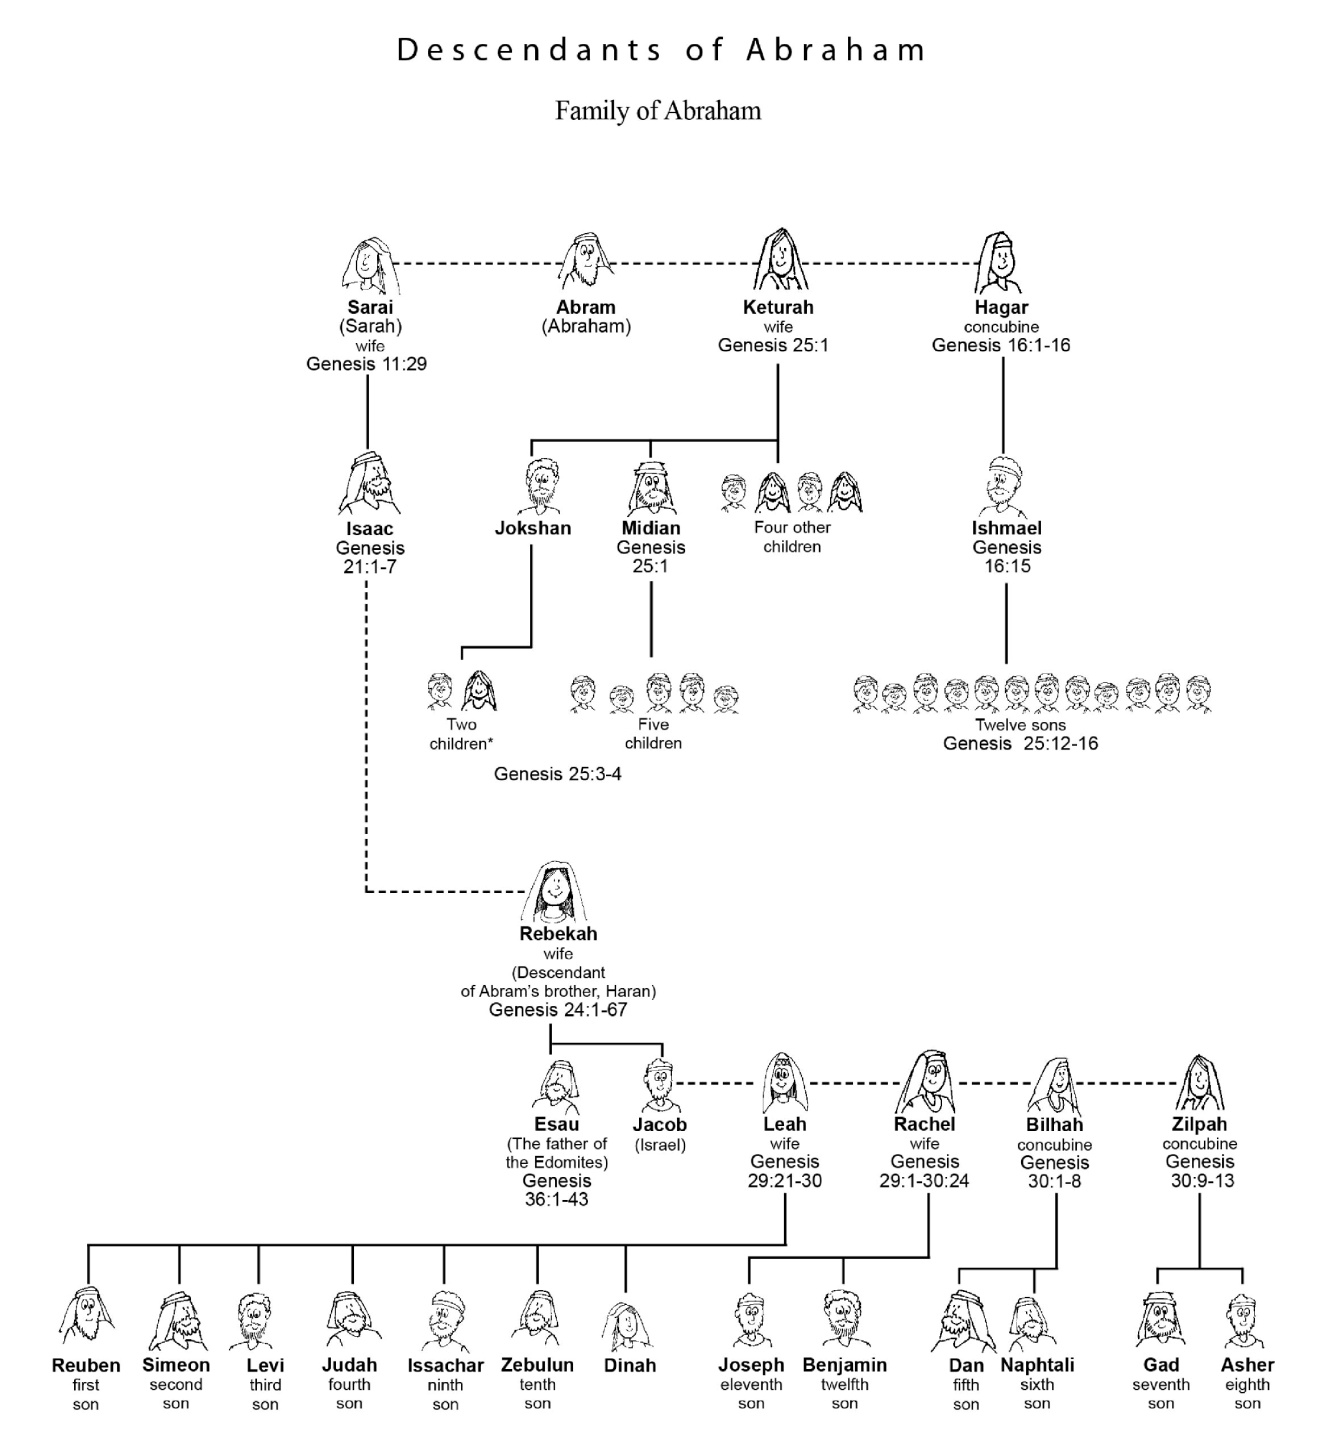 Descendants of Abraham
Family of Abraham
Sarai
(Sarah)
wife
Genesis 11:29
Abram
(Abraham)
Keturah
wife
Genesis 25:1
Hagar
concubine
Genesis 16:1-16
Isaac
Genesis
21:1-7
Jokshan
Midian
Genesis
25:1
Four other
children
Ishmael
Genesis
16:15
Two
children*
Five
children
Genesis 25:3-4
Twelve sons
Genesis 25:12-16
Rebekah
wife
(Descendant
of Abram's brother, Haran)
Genesis 24:1-67
Esau
(The father of
the Edomites)
Genesis
36:1-43
Jacob
(Israel)
Leah
wife
Genesis
29:21-30
Rachel
wife
Genesis
29:1-30:24
Bilhah
concubine
Genesis
30:1-8
Zilpah
concubine
Genesis
30:9-13
Reuben
first
son
Simeon
second
son
Levi
third
son
Judah
fourth
son
Issachar
ninth
son
Zebulun
tenth
son
Dinah
Joseph
eleventh
son
Benjamin
twelfth
son
Dan
fifth
son
Naphtali
sixth
son
Gad
seventh
son
Asher
eighth
son